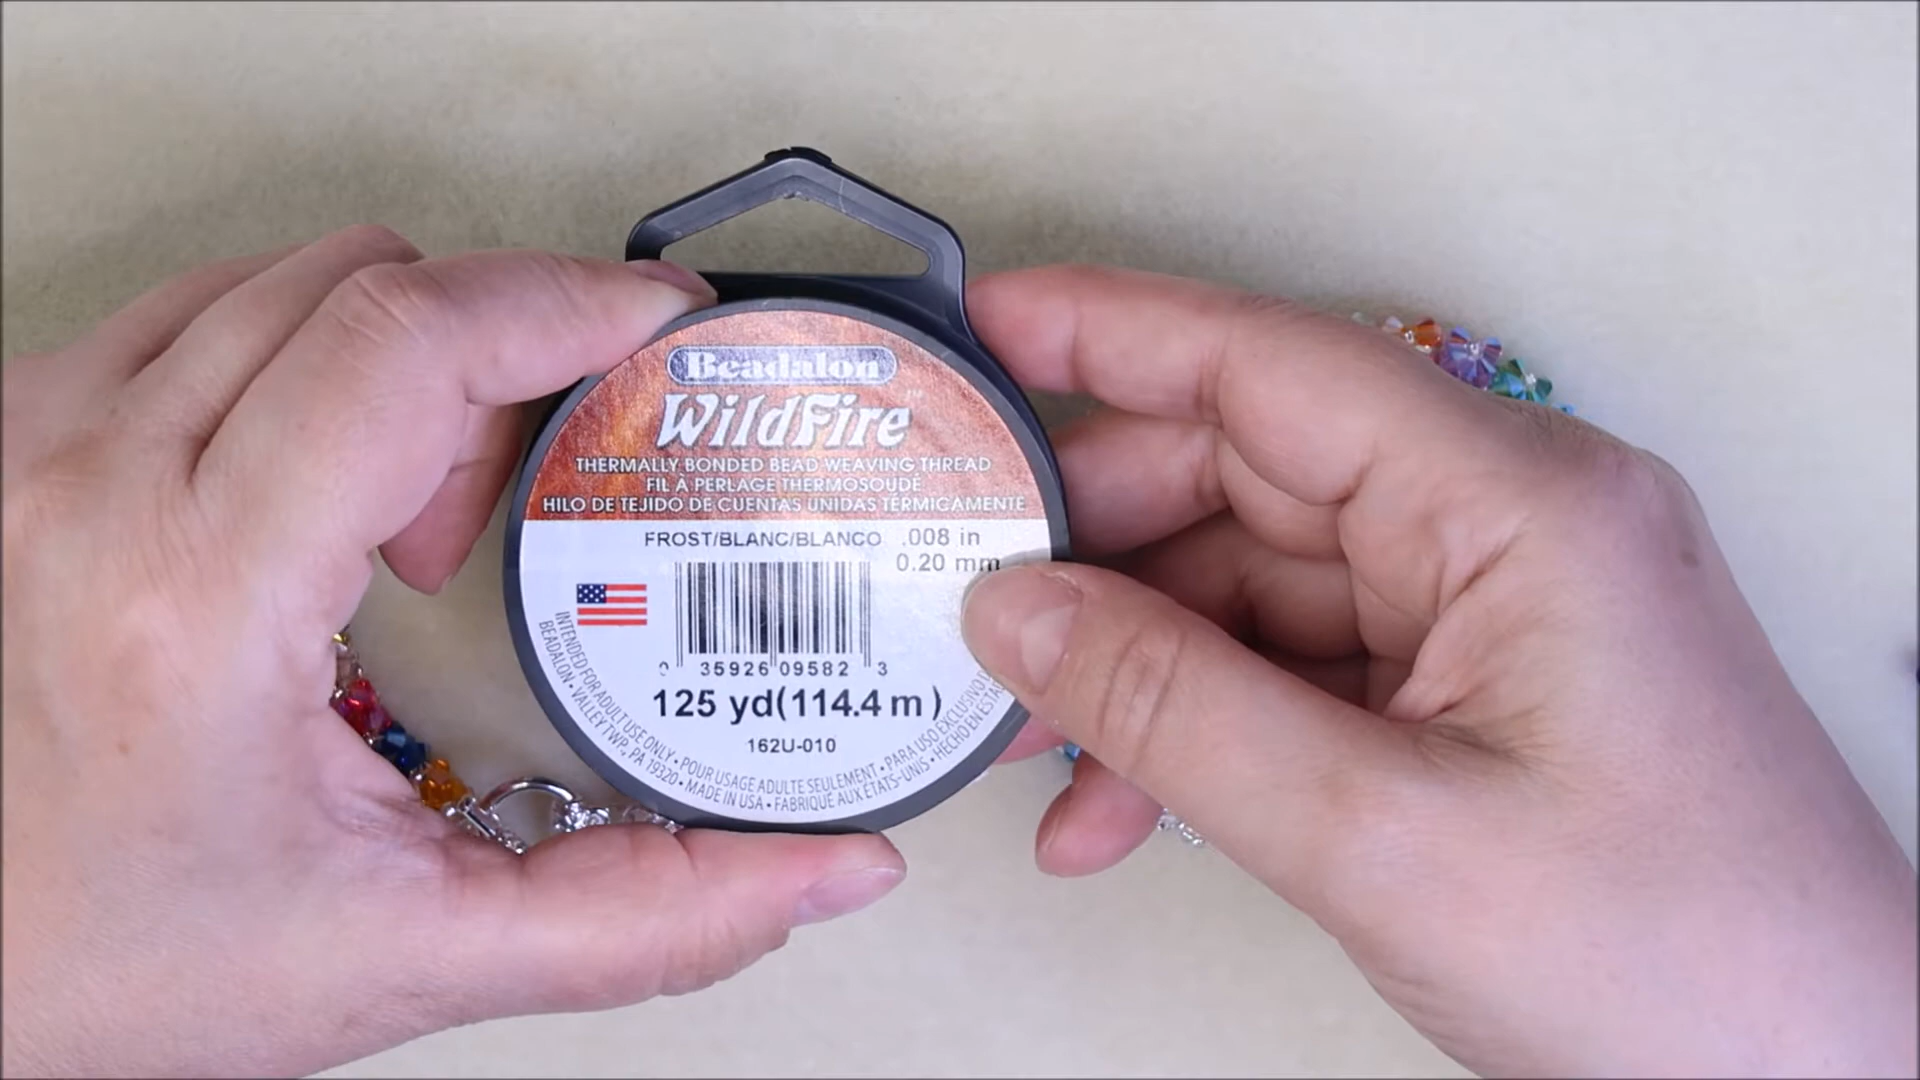 Beadalon
WildFire™
THERMALLY BONDED BEAD WEAVING THREAD
FIL À PERLAGE THERMOSOUDÉ
HILO DE TEJIDO DE CUENTAS UNIDAS TÉRMICAMENTE
FROST/BLANC/BLANCO .008 in
0.20 mm
0 35926 09582 3
125 yd(114.4 m)
162U-010
INTENDED FOR ADULT USE ONLY • POUR USAGE ADULTE SEULEMENT • PARA USO EXCLUSIVO
BEADALON • VALLEY TWP., PA 19320 • MADE IN USA • FABRIQUÉ AUX ÉTATS-UNIS • HECHO EN